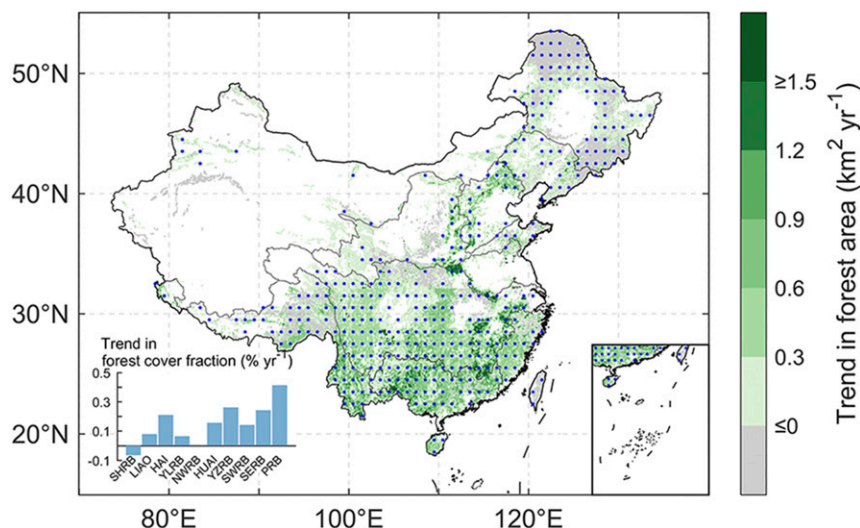 50°N
40°N
30°N
20°N
80°E
100°E
120°E
Trend in
forest cover fraction (% yr⁻¹)
0.5
0.3
0.1
-0.1
SHRB
LIAO
HAI
YLRB
NWRB
HUAI
YZRB
SWRB
SERB
PRB
≥1.5
1.2
0.9
0.6
0.3
≤0
Trend in forest area (km² yr⁻¹)